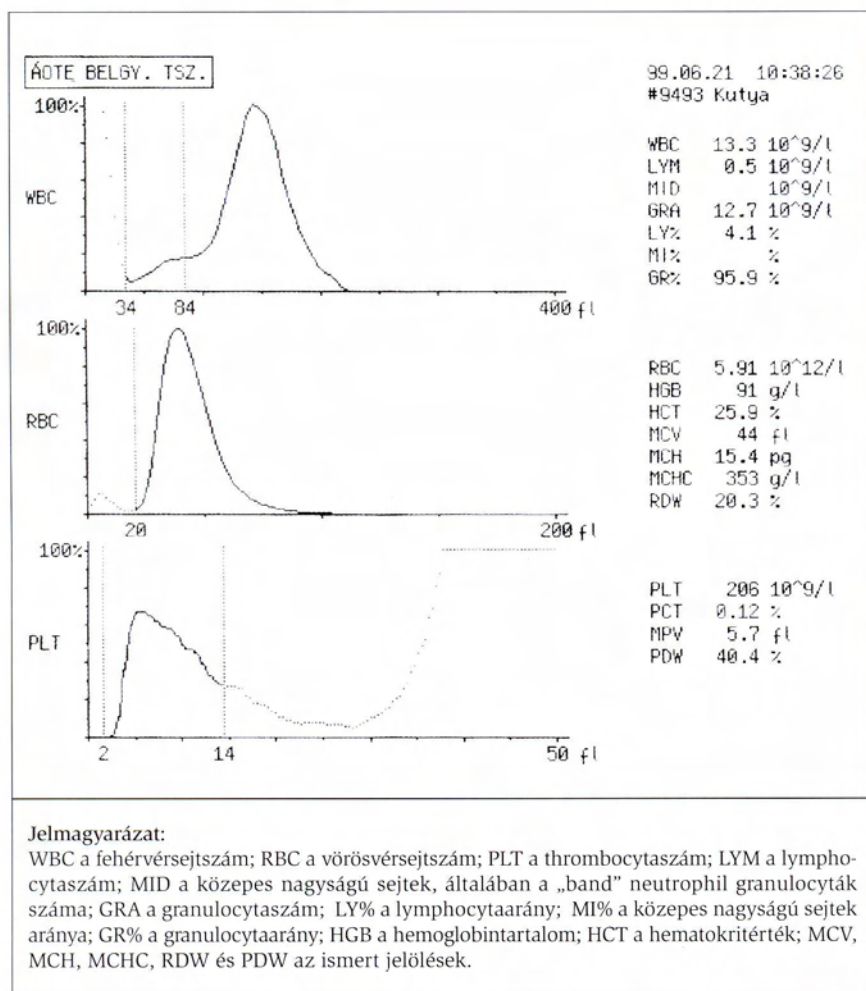 ÁOTE BELGY. TSZ.
99.06.21 10:38:26
#9493 Kutya
100%
WBC
34 84 400 fl
WBC 13.3 10^9/l
LYM 0.5 10^9/l
MID 10^9/l
GRA 12.7 10^9/l
LY% 4.1 %
MI% %
GR% 95.9 %
100%
RBC
20 200 fl
RBC 5.91 10^12/l
HGB 91 g/l
HCT 25.9 %
MCV 44 fl
MCH 15.4 pg
MCHC 353 g/l
RDW 20.3 %
100%
PLT
2 14 50 fl
PLT 206 10^9/l
PCT 0.12 %
MPV 5.7 fl
PDW 40.4 %
Jelmagyarázat:
WBC a fehérvérsejtszám; RBC a vörösvérsejtszám; PLT a thrombocytaszám; LYM a lympho-
cytaszám; MID a közepes nagyságú sejtek, általában a „band” neutrophil granulocyták
száma; GRA a granulocytaszám; LY% a lymphocytaarány; MI% a közepes nagyságú sejtek
aránya; GR% a granulocytaarány; HGB a hemoglobintartalom; HCT a hematokritérték; MCV,
MCH, MCHC, RDW és PDW az ismert jelölések.